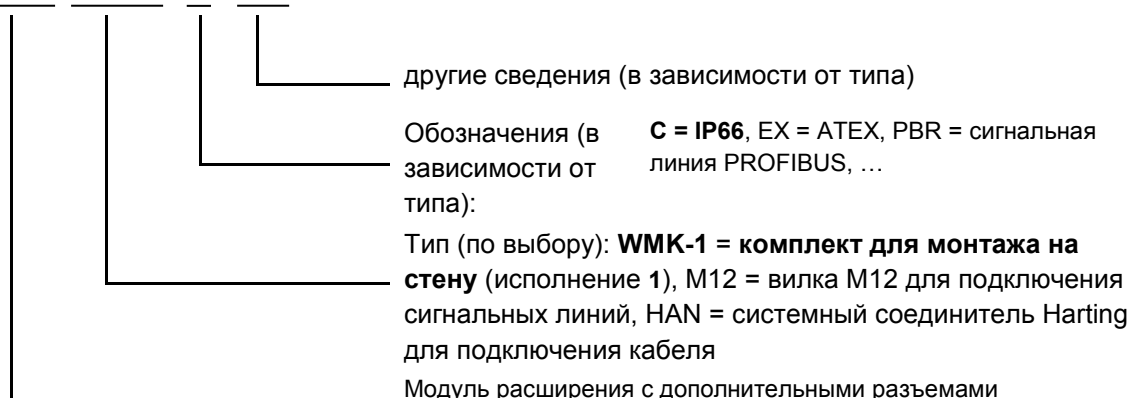 другие сведения (в зависимости от типа)
Обозначения (в
зависимости от
типа):
C = IP66, EX = ATEX, PBR = сигнальная
линия PROFIBUS, …
Тип (по выбору): WMK-1 = комплект для монтажа на
стену (исполнение 1), M12 = вилка M12 для подключения
сигнальных линий, HAN = системный соединитель Harting
для подключения кабеля
Модуль расширения с дополнительными разъемами